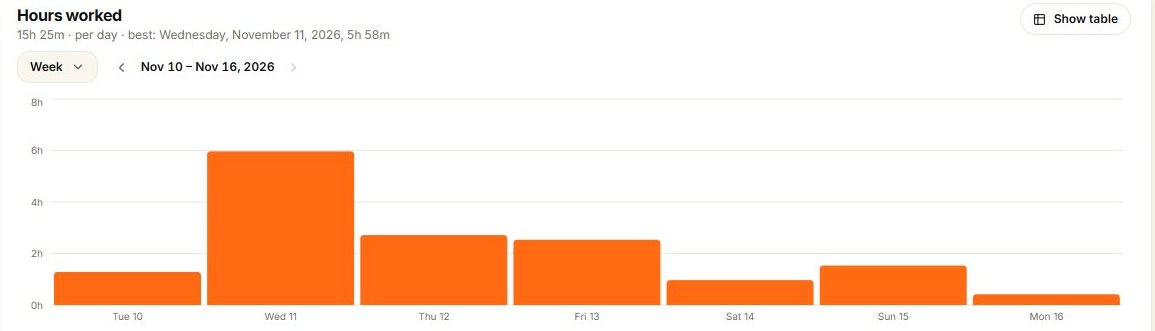 Hours worked
Show table
15h 25m · per day · best: Wednesday, November 11, 2026, 5h 58m
Week
Nov 10 – Nov 16, 2026
8h
6h
4h
2h
0h
Tue 10
Wed 11
Thu 12
Fri 13
Sat 14
Sun 15
Mon 16